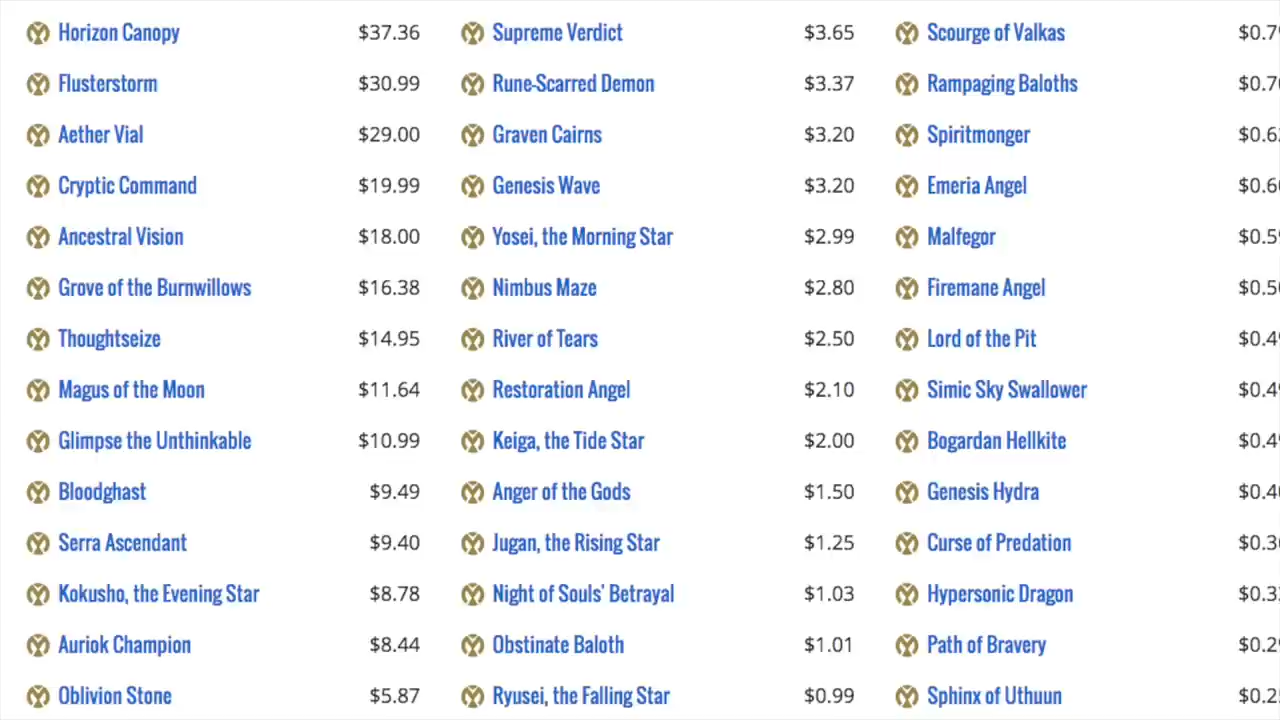 Horizon Canopy $37.36
Flusterstorm $30.99
Aether Vial $29.00
Cryptic Command $19.99
Ancestral Vision $18.00
Grove of the Burnwillows $16.38
Thoughtseize $14.95
Magus of the Moon $11.64
Glimpse the Unthinkable $10.99
Bloodghast $9.49
Serra Ascendant $9.40
Kokusho, the Evening Star $8.78
Auriok Champion $8.44
Oblivion Stone $5.87
Supreme Verdict $3.65
Rune-Scarred Demon $3.37
Graven Cairns $3.20
Genesis Wave $3.20
Yosei, the Morning Star $2.99
Nimbus Maze $2.80
River of Tears $2.50
Restoration Angel $2.10
Keiga, the Tide Star $2.00
Anger of the Gods $1.50
Jugan, the Rising Star $1.25
Night of Souls' Betrayal $1.03
Obstinate Baloth $1.01
Ryusei, the Falling Star $0.99
Scourge of Valkas
Rampaging Baloths
Spiritmonger
Emeria Angel
Malfegor
Firemane Angel
Lord of the Pit
Simic Sky Swallower
Bogardan Hellkite
Genesis Hydra
Curse of Predation
Hypersonic Dragon
Path of Bravery
Sphinx of Uthuun